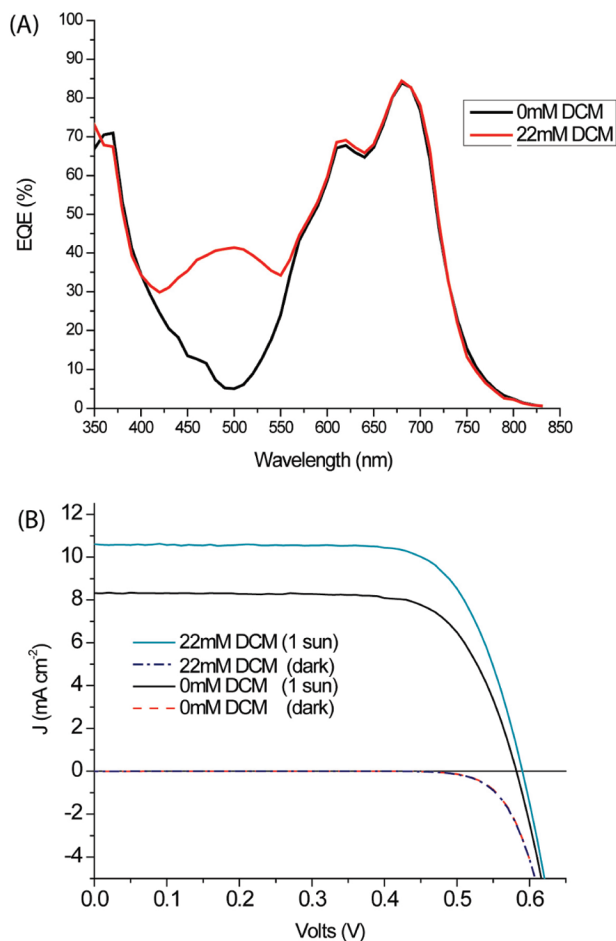 (A)
100
90
80
70
60
50
40
30
20
10
0
EQE (%)
0mM DCM
22mM DCM
350 400 450 500 550 600 650 700 750 800 850
Wavelength (nm)
(B)
12
10
8
6
4
2
0
-2
-4
J (mA cm⁻²)
22mM DCM (1 sun)
22mM DCM (dark)
0mM DCM (1 sun)
0mM DCM (dark)
0.0 0.1 0.2 0.3 0.4 0.5 0.6
Volts (V)